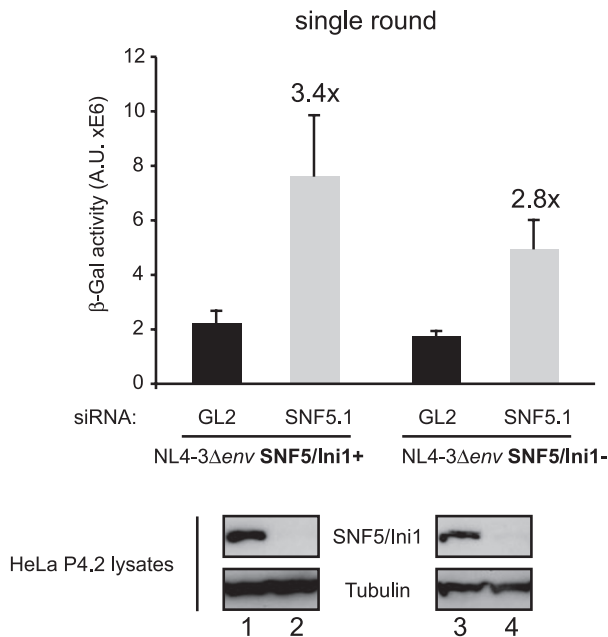 single round
β-Gal activity (A.U. xE6)
12
10
8
6
4
2
0
3.4x
2.8x
siRNA: GL2 SNF5.1 GL2 SNF5.1
NL4-3Δenv SNF5/Ini1+ NL4-3Δenv SNF5/Ini1-
HeLa P4.2 lysates
SNF5/Ini1
Tubulin
1 2 3 4